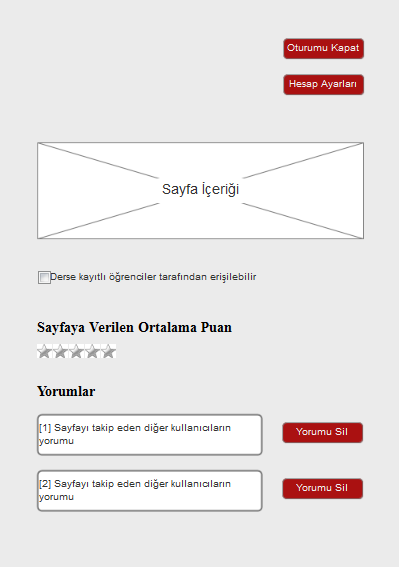 Oturumu Kapat
Hesap Ayarları
Sayfa İçeriği
Derse kayıtlı öğrenciler tarafından erişilebilir
Sayfaya Verilen Ortalama Puan
Yorumlar
[1] Sayfayı takip eden diğer kullanıcıların
yorumu
Yorumu Sil
[2] Sayfayı takip eden diğer kullanıcıların
yorumu
Yorumu Sil